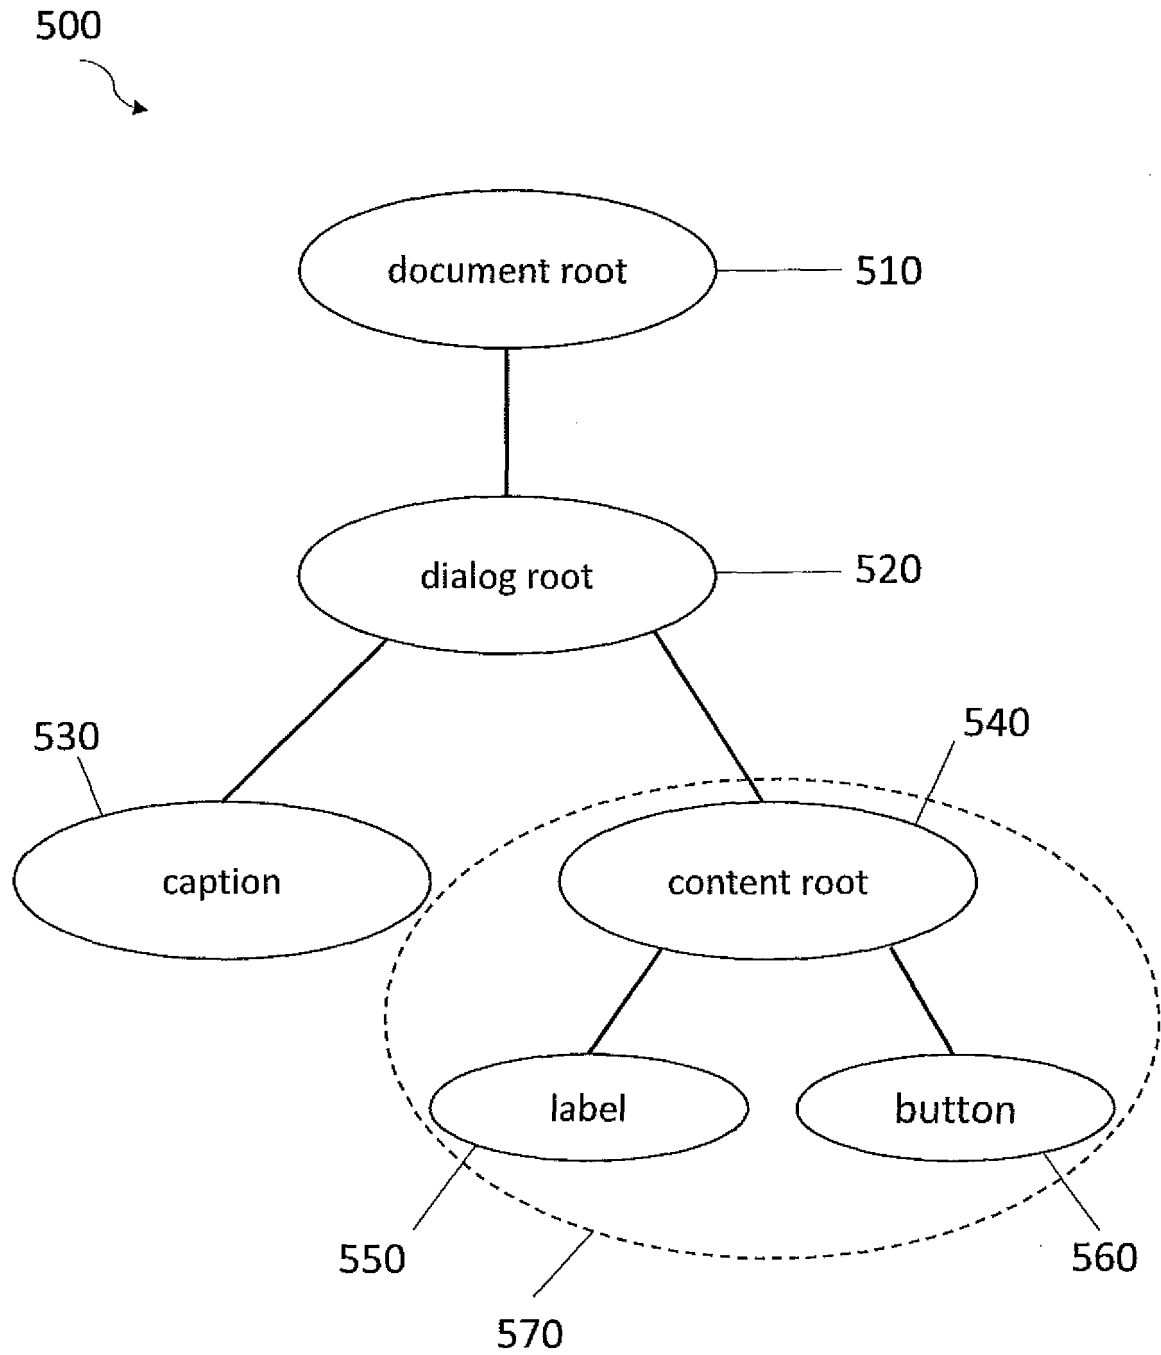 500
document root
510
dialog root
520
530
540
caption
content root
label
button
550
560
570